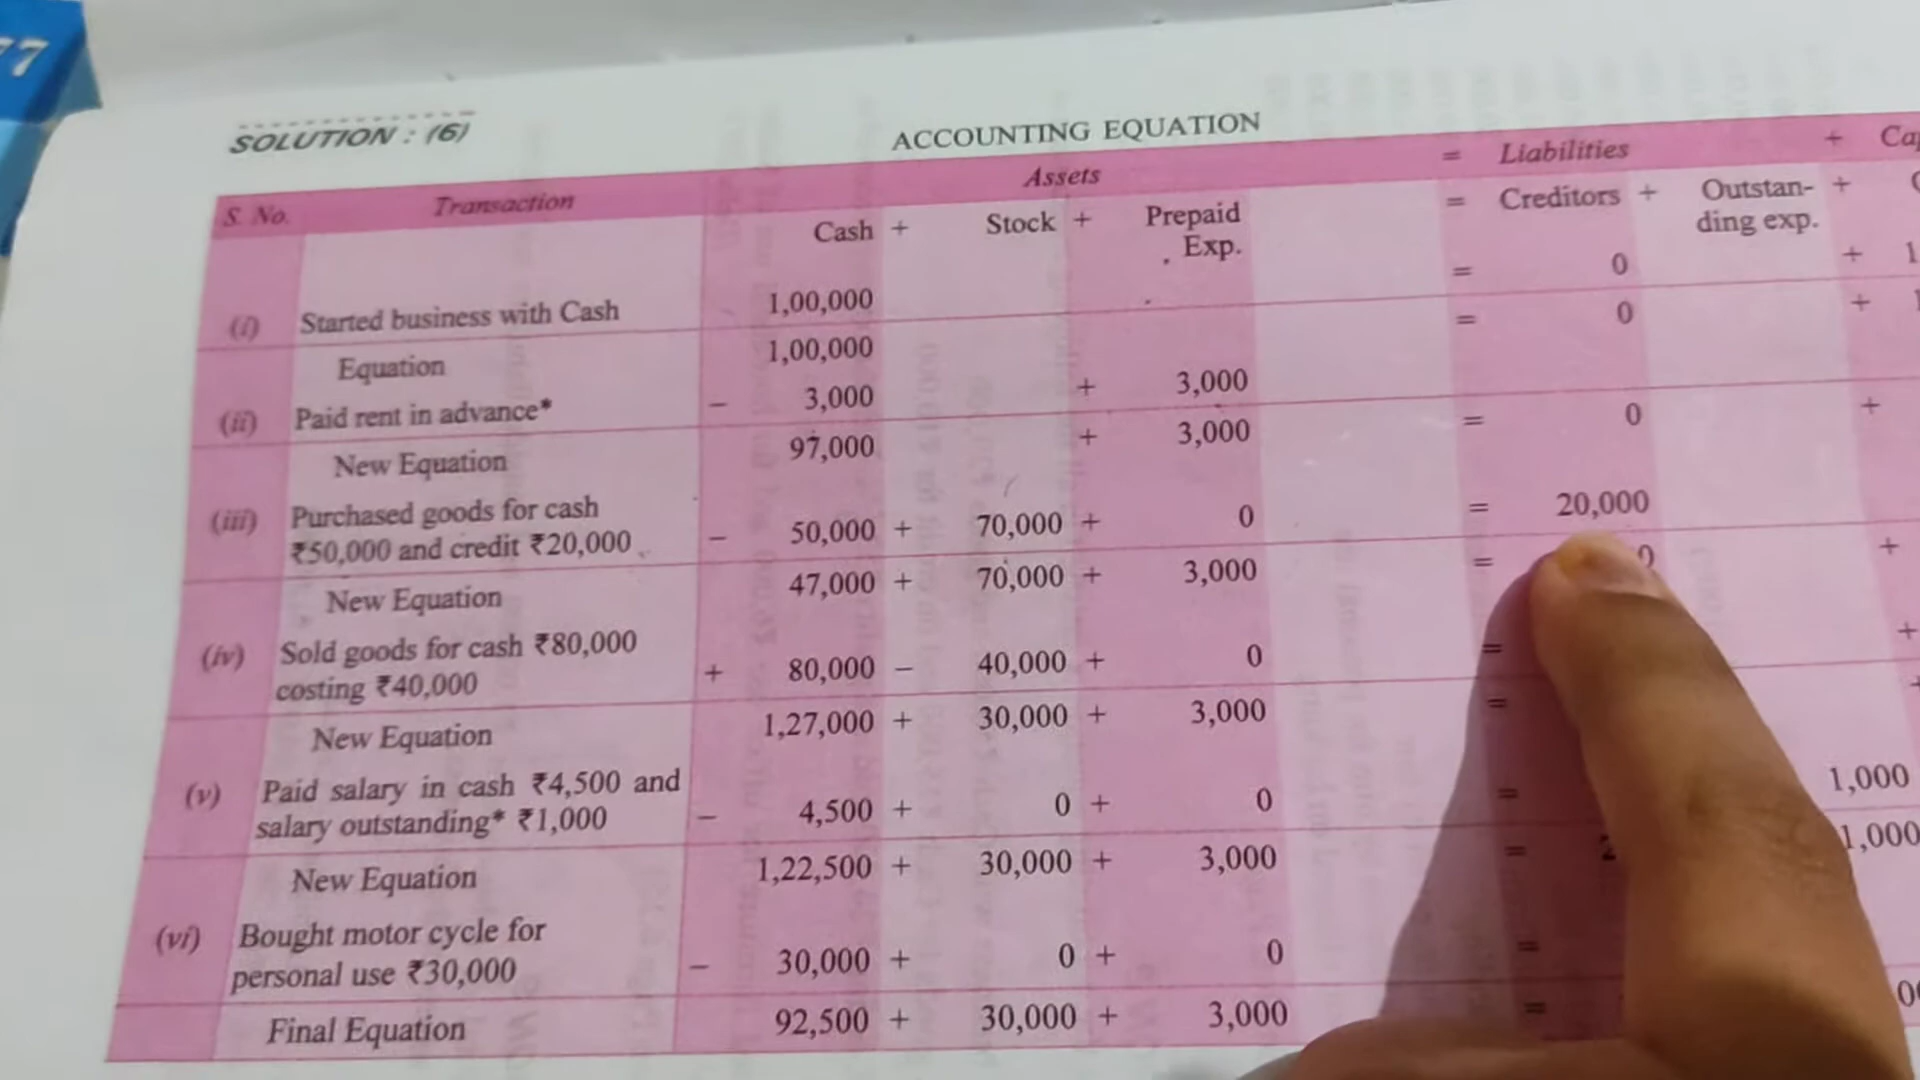 77
SOLUTION : (6)
ACCOUNTING EQUATION
S. No. Transaction Assets = Liabilities +
Cash + Stock + Prepaid Exp. = Creditors + Outstan-ding exp. +
(i) Started business with Cash 1,00,000 = 0 +
Equation 1,00,000 = 0 +
(ii) Paid rent in advance* − 3,000 + 3,000
New Equation 97,000 + 3,000 = 0 +
(iii) Purchased goods for cash
₹50,000 and credit ₹20,000 − 50,000 + 70,000 + 0 = 20,000
New Equation 47,000 + 70,000 + 3,000 = +
(iv) Sold goods for cash ₹80,000
costing ₹40,000 + 80,000 − 40,000 + 0 = +
New Equation 1,27,000 + 30,000 + 3,000 = +
(v) Paid salary in cash ₹4,500 and
salary outstanding* ₹1,000 − 4,500 + 0 + 0 = 1,000
New Equation 1,22,500 + 30,000 + 3,000 = 1,000
(vi) Bought motor cycle for
personal use ₹30,000 − 30,000 + 0 + 0 =
Final Equation 92,500 + 30,000 + 3,000 =